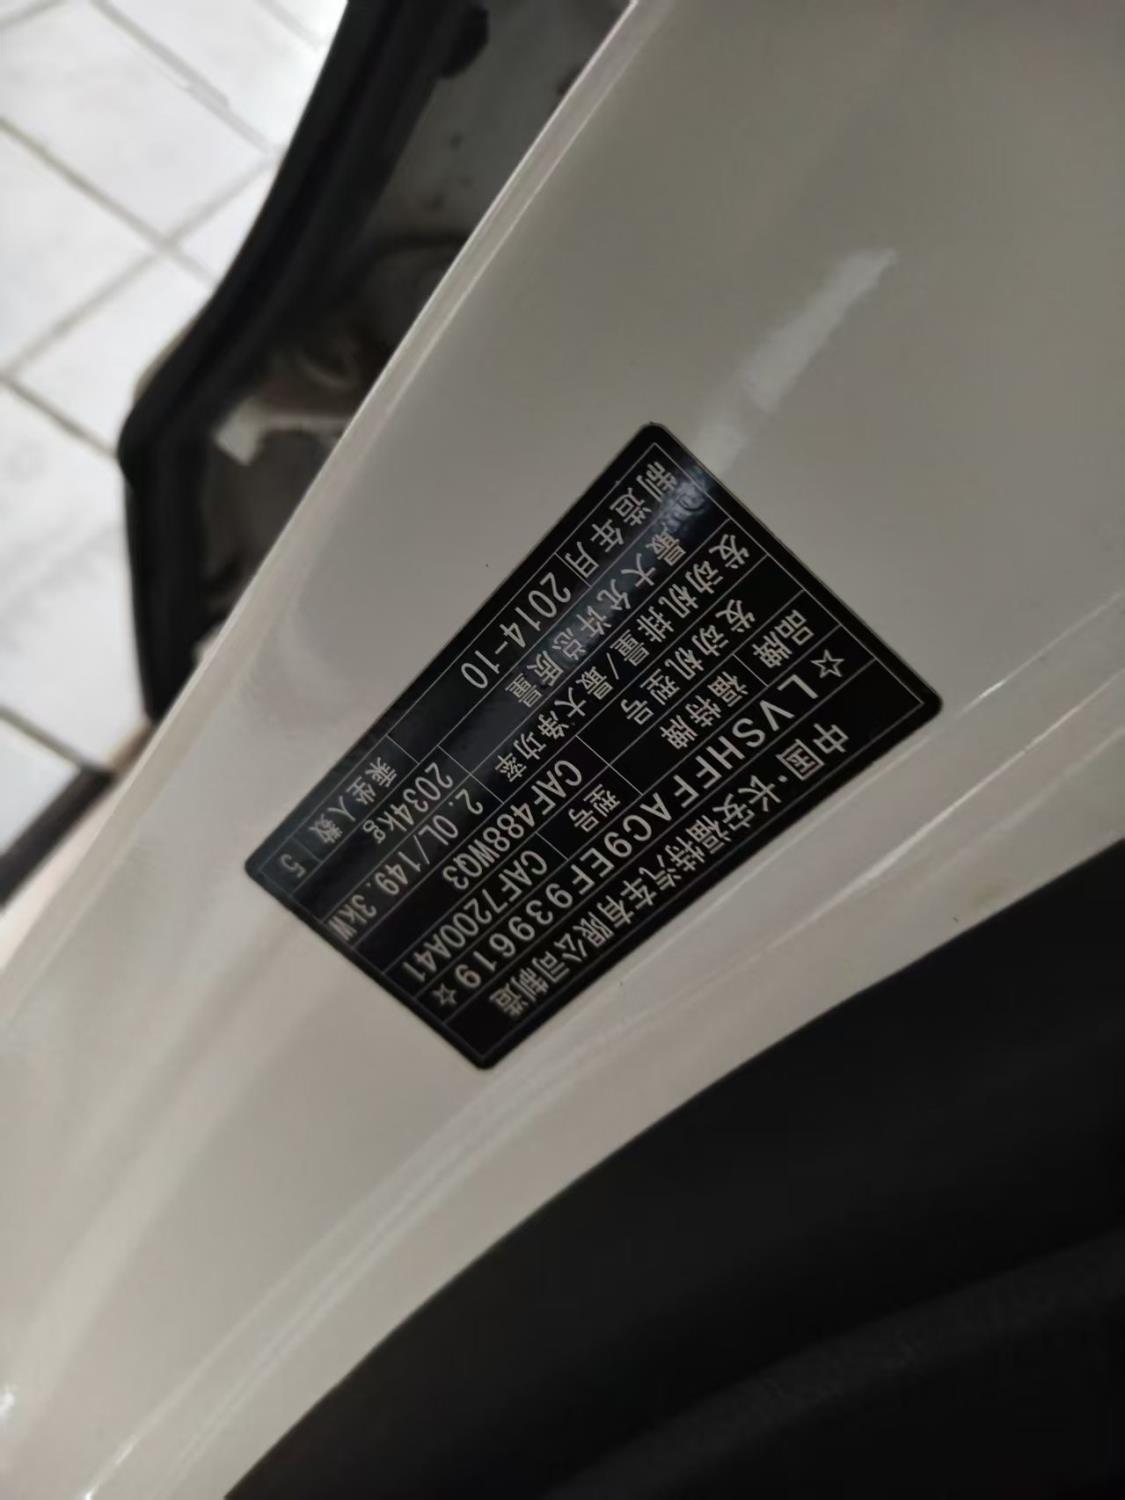 中国·长安福特汽车有限公司制造
☆LVSHFFAC9EF939619☆
品牌 福特牌 型号 CAF7200A41
发动机型号 CAF488WQ3
发动机排量/最大净功率 2.0L/149.3kW
最大允许总质量 2034kg
制造年月 2014-10 乘坐人数 5